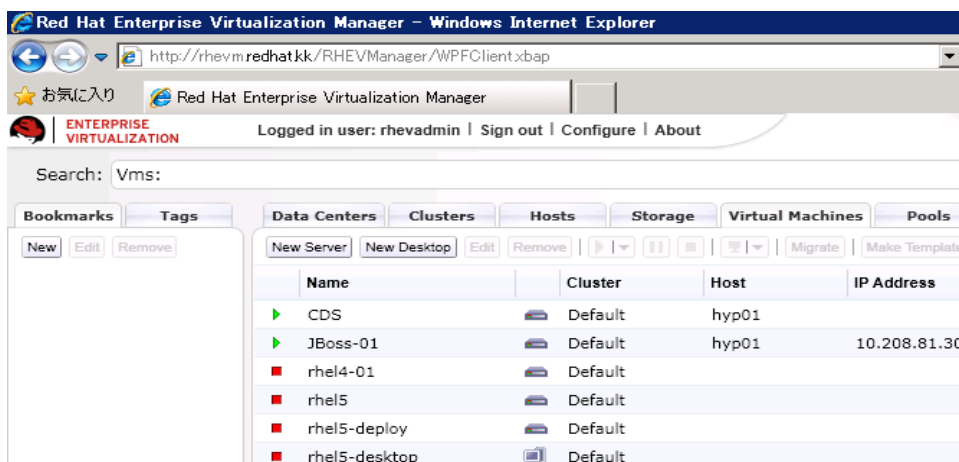 Red Hat Enterprise Virtualization Manager - Windows Internet Explorer
http://rhevm.redhat.kk/RHEVManager/WPFClient.xbap
お気に入り Red Hat Enterprise Virtualization Manager
ENTERPRISE
VIRTUALIZATION
Logged in user: rhevadmin | Sign out | Configure | About
Search: Vms:
Bookmarks Tags Data Centers Clusters Hosts Storage Virtual Machines Pools
New Edit Remove New Server New Desktop Edit Remove Migrate Make Template
Name Cluster Host IP Address
CDS Default hyp01
JBoss-01 Default hyp01 10.208.81.30
rhel4-01 Default
rhel5 Default
rhel5-deploy Default
rhel5-desktop Default